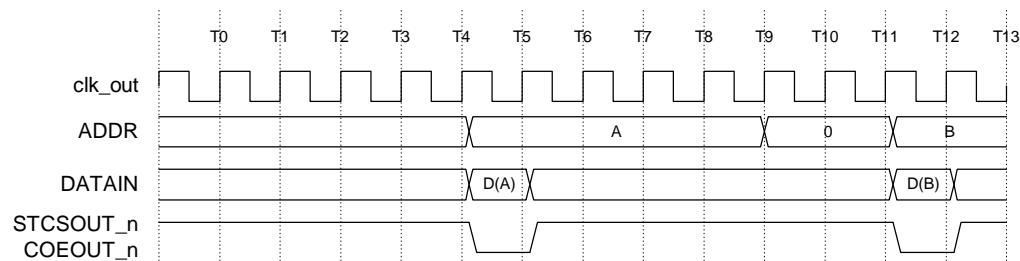 T0 T1 T2 T3 T4 T5 T6 T7 T8 T9 T10 T11 T12 T13
clk_out
ADDR A 0 B
DATAIN D(A) D(B)
STCSOUT_n
COEOUT_n